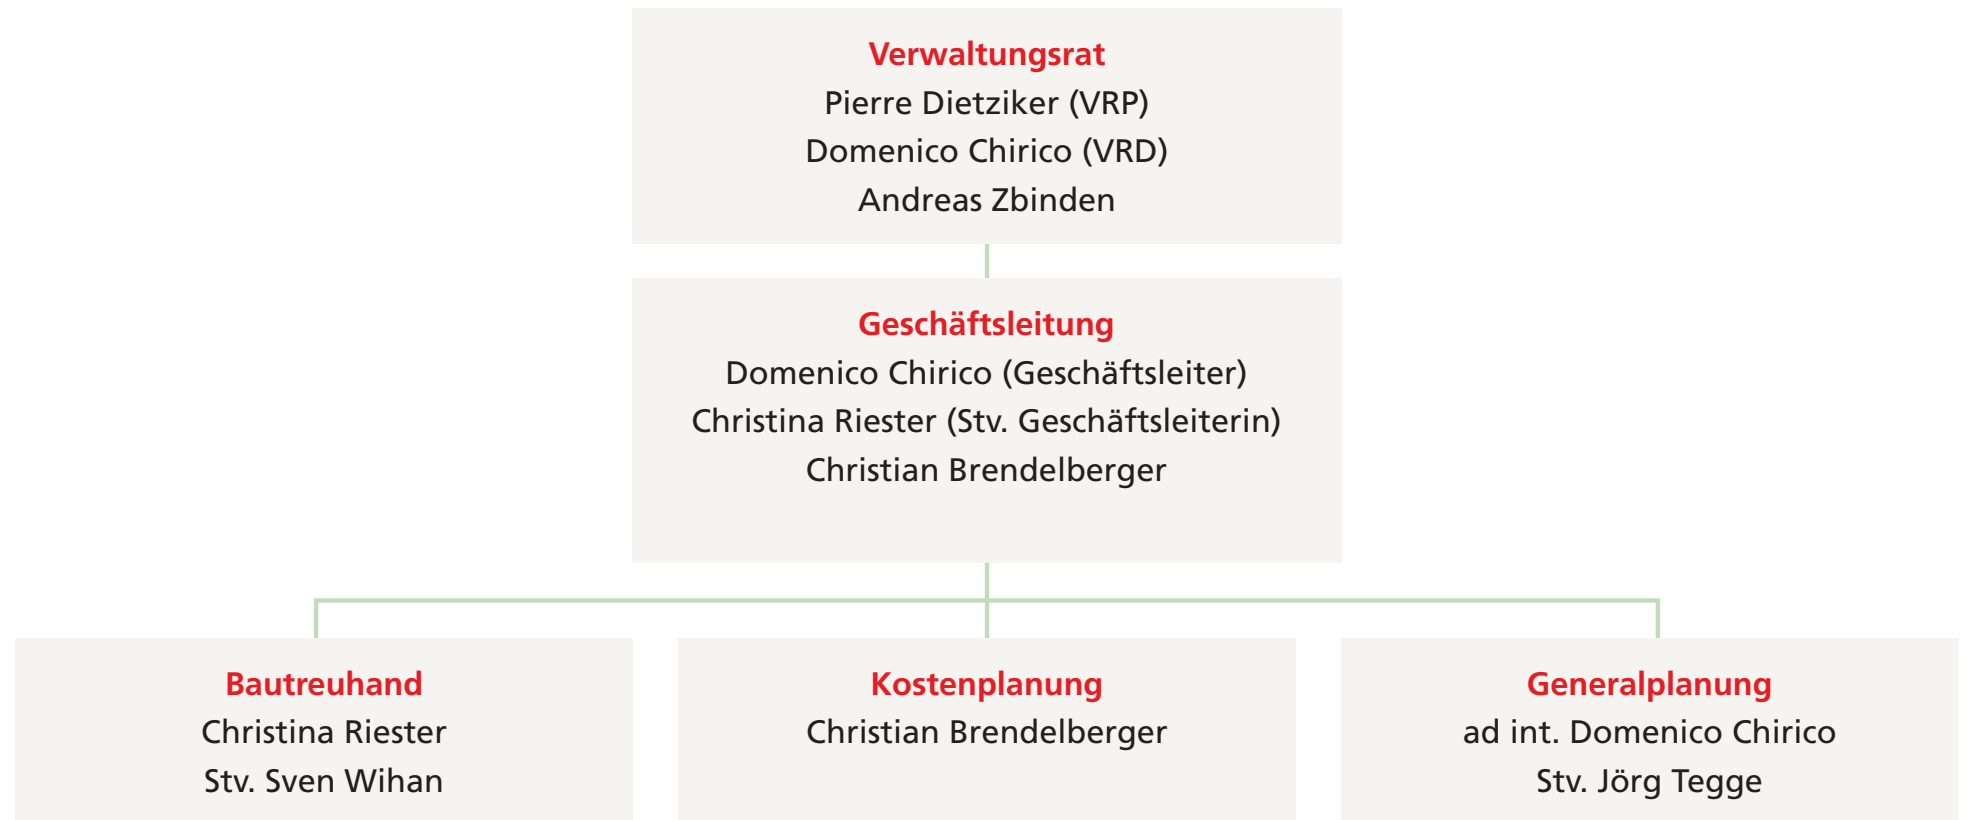 Verwaltungsrat
Pierre Dietziker (VRP)
Domenico Chirico (VRD)
Andreas Zbinden
Geschäftsleitung
Domenico Chirico (Geschäftsleiter)
Christina Riester (Stv. Geschäftsleiterin)
Christian Brendelberger
Bautreuhand
Christina Riester
Stv. Sven Wihan
Kostenplanung
Christian Brendelberger
Generalplanung
ad int. Domenico Chirico
Stv. Jörg Tegge